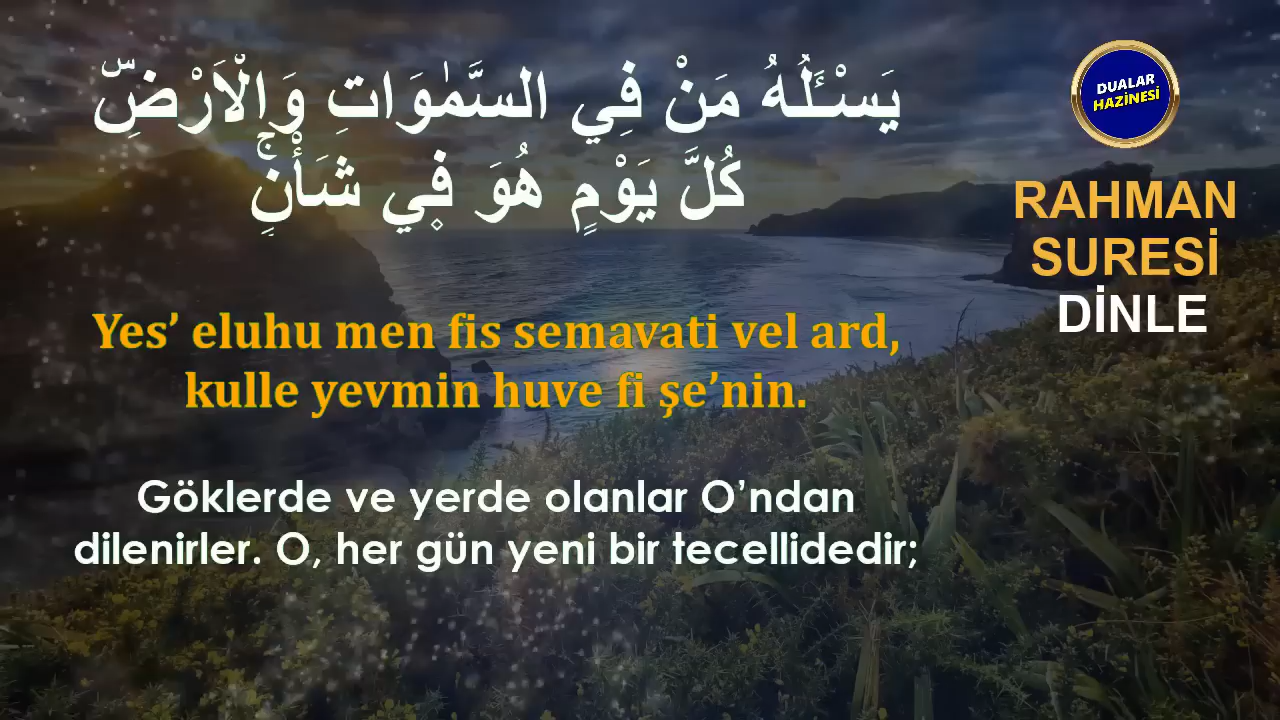 يَسْـَٔلُهُ مَنْ فِي السَّمٰوَاتِ وَالْاَرْضِۜ
كُلَّ يَوْمٍ هُوَ ف۪ي شَأْنٍۚ
Yes’ eluhu men fis semavati vel ard,
kulle yevmin huve fi şe’nin.
Göklerde ve yerde olanlar O’ndan
dilenirler. O, her gün yeni bir tecellidedir;
DUALAR
HAZİNESİ
RAHMAN
SURESİ
DİNLE